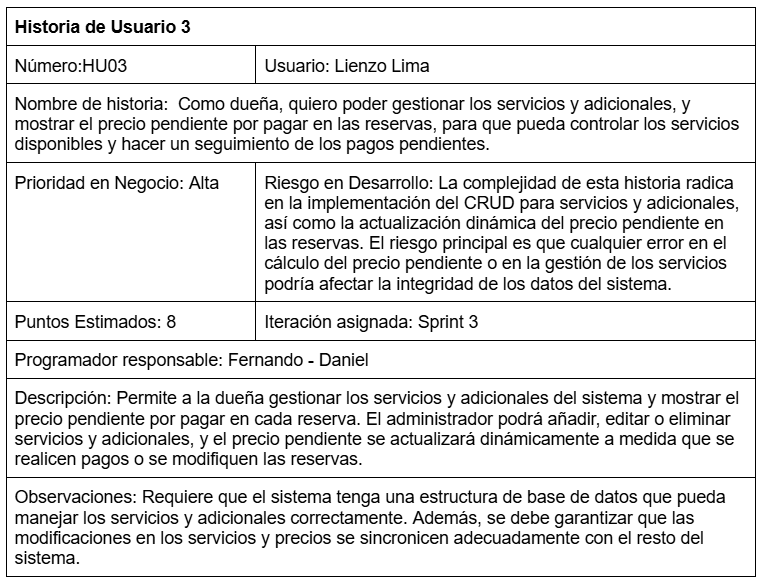 Historia de Usuario 3
Número:HU03
Usuario: Lienzo Lima
Nombre de historia:  Como dueña, quiero poder gestionar los servicios y adicionales, y
mostrar el precio pendiente por pagar en las reservas, para que pueda controlar los servicios
disponibles y hacer un seguimiento de los pagos pendientes.
Prioridad en Negocio: Alta
Riesgo en Desarrollo: La complejidad de esta historia radica
en la implementación del CRUD para servicios y adicionales,
así como la actualización dinámica del precio pendiente en
las reservas. El riesgo principal es que cualquier error en el
cálculo del precio pendiente o en la gestión de los servicios
podría afectar la integridad de los datos del sistema.
Puntos Estimados: 8
Iteración asignada: Sprint 3
Programador responsable: Fernando - Daniel
Descripción: Permite a la dueña gestionar los servicios y adicionales del sistema y mostrar el
precio pendiente por pagar en cada reserva. El administrador podrá añadir, editar o eliminar
servicios y adicionales, y el precio pendiente se actualizará dinámicamente a medida que se
realicen pagos o se modifiquen las reservas.
Observaciones: Requiere que el sistema tenga una estructura de base de datos que pueda
manejar los servicios y adicionales correctamente. Además, se debe garantizar que las
modificaciones en los servicios y precios se sincronicen adecuadamente con el resto del
sistema.